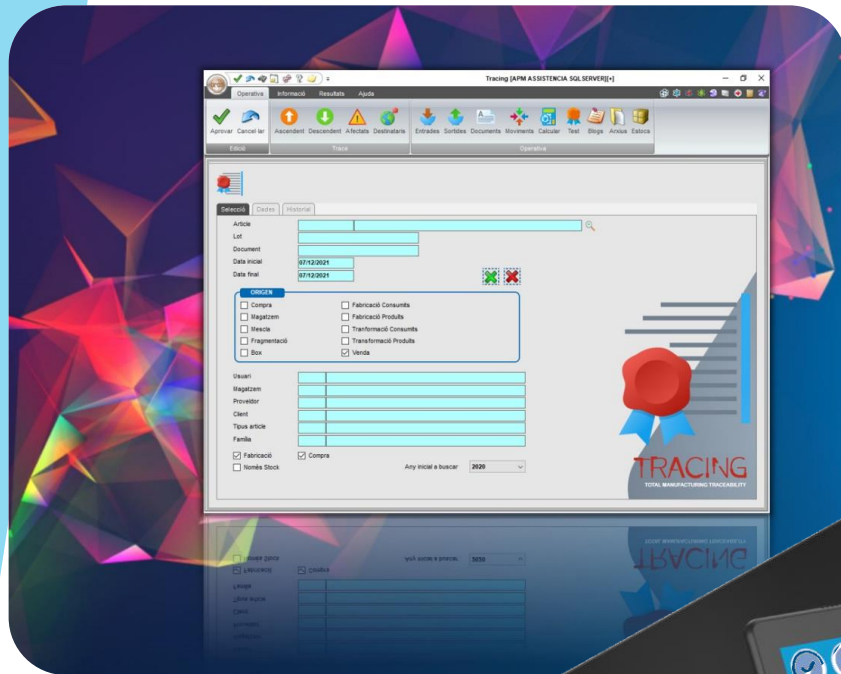 Tracing [APM ASSISTENCIA SQLSERVER][+]
Operativa Informació Resultats Ajuda
Aprovar Cancel·lar Ascendent Descendent Afectats Destinataris Entrades Sortides Documents Moviments Calcular Test Blogs Arxius Estocs
Edició Trace Operativa
Selecció Dades Historial
Article
Lot
Document
Data inicial 07/12/2021
Data final 07/12/2021
ORIGEN
Compra Fabricació Consumits
Magatzem Fabricació Produïts
Mescla Tranformació Consumits
Fragmentació Transformació Produïts
Box Venda
Usuari
Magatzem
Proveïdor
Client
Tipus article
Família
Fabricació Compra
Només Stock Any inicial a buscar 2020
TRACING
TOTAL MANUFACTURING TRACEABILITY